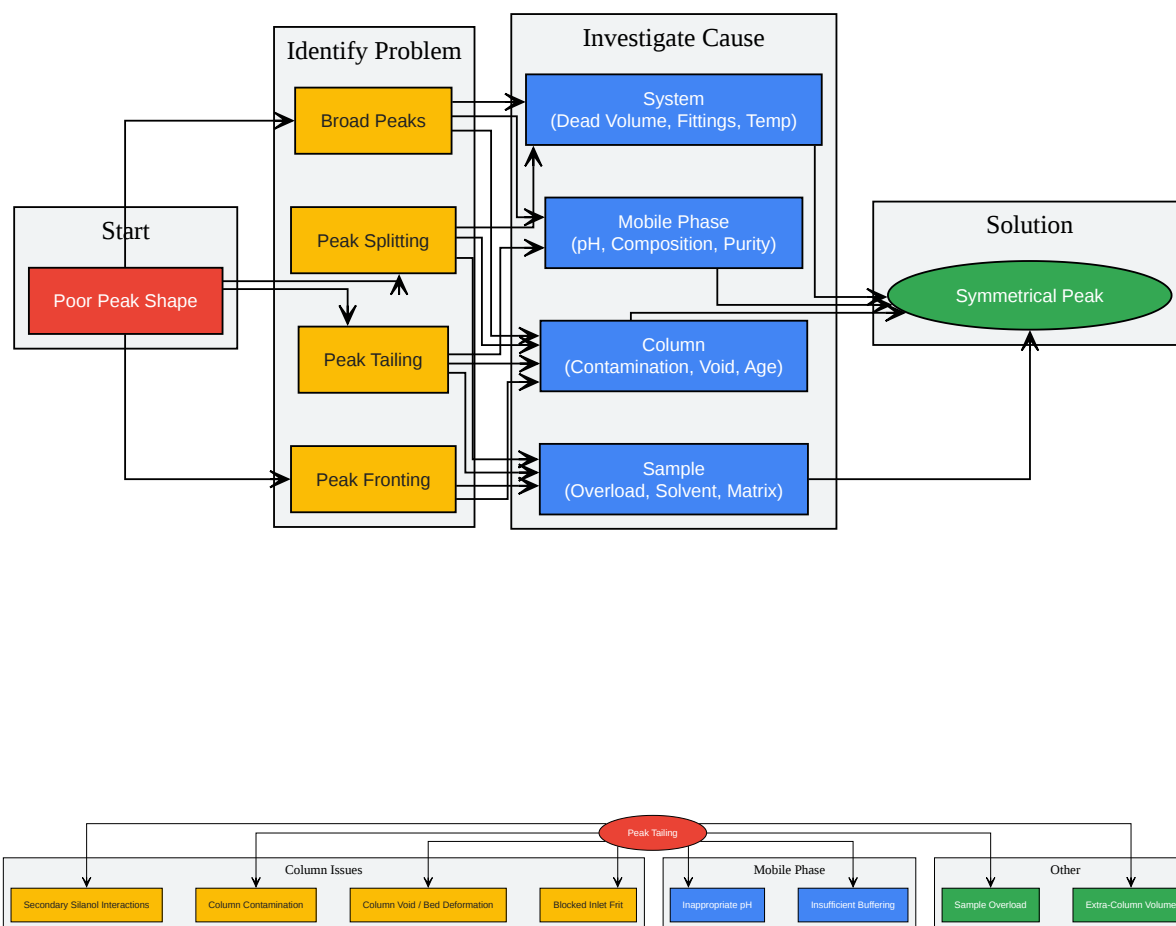 Identify Problem
Investigate Cause
Broad Peaks
System
(Dead Volume, Fittings, Temp)
Start
Peak Splitting
Mobile Phase
(pH, Composition, Purity)
Solution
Poor Peak Shape
Symmetrical Peak
Peak Tailing
Column
(Contamination, Void, Age)
Peak Fronting
Sample
(Overload, Solvent, Matrix)
Peak Tailing
Column Issues
Mobile Phase
Other
Secondary Silanol Interactions
Column Contamination
Column Void / Bed Deformation
Blocked Inlet Frit
Inappropriate pH
Insufficient Buffering
Sample Overload
Extra-Column Volume